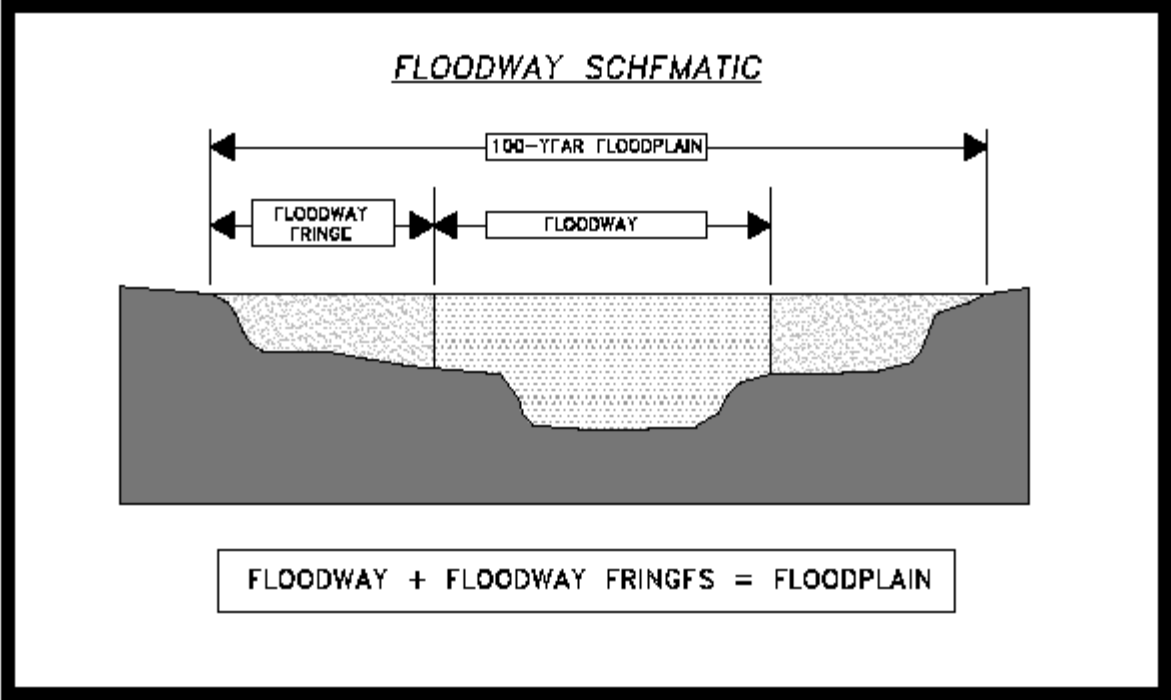 FLOODWAY SCHFMATIC
100-YFAR FLOODPLAIN
FLOODWAY
FRINGE
FLOODWAY
FLOODWAY + FLOODWAY FRINGFS = FLOODPLAIN